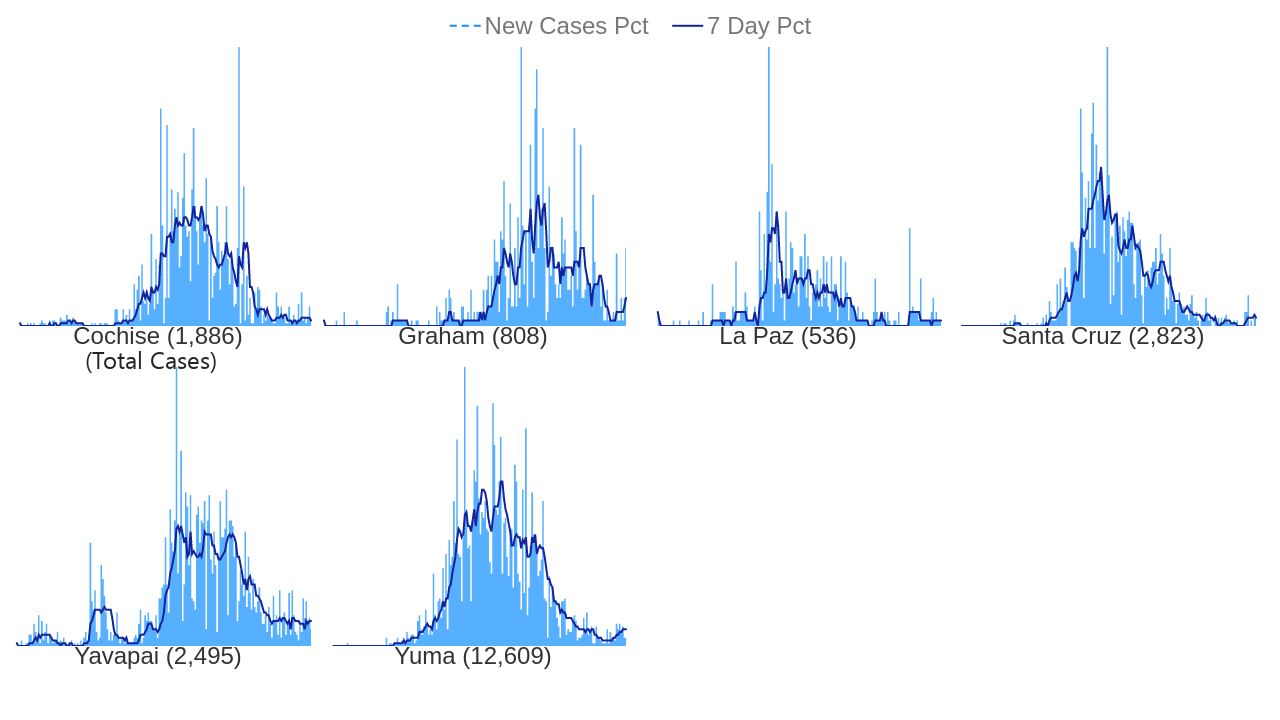 New Cases Pct 7 Day Pct
Cochise (1,886) Graham (808) La Paz (536) Santa Cruz (2,823)
(Total Cases)
Yavapai (2,495) Yuma (12,609)